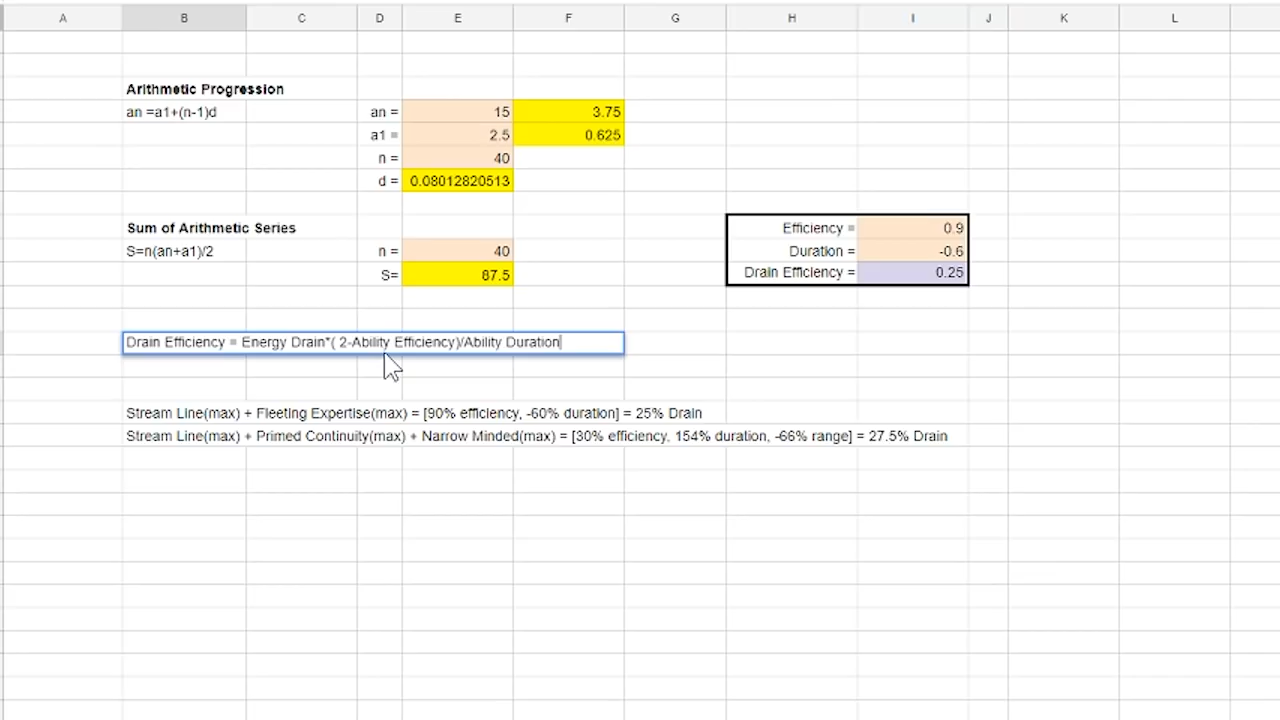 A B C D E F G H I J K L
Arithmetic Progression
an =a1+(n-1)d an = 15 3.75
a1 = 2.5 0.625
n = 40
d = 0.08012820513
Sum of Arithmetic Series Efficiency = 0.9
S=n(an+a1)/2 n = 40 Duration = -0.6
S= 87.5 Drain Efficiency = 0.25
Drain Efficiency = Energy Drain*( 2-Ability Efficiency)/Ability Duration
Stream Line(max) + Fleeting Expertise(max) = [90% efficiency, -60% duration] = 25% Drain
Stream Line(max) + Primed Continuity(max) + Narrow Minded(max) = [30% efficiency, 154% duration, -66% range] = 27.5% Drain